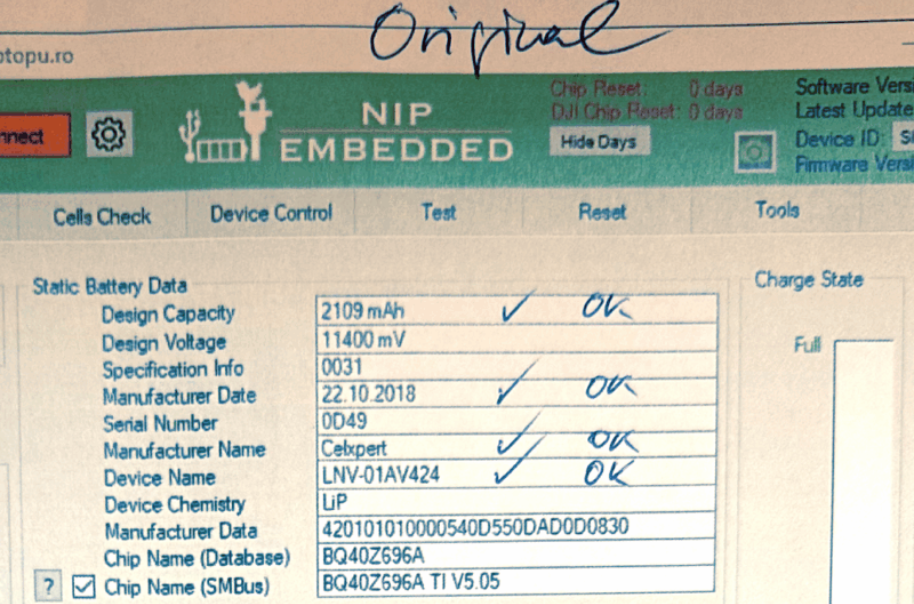 Original
ptopu.ro
Chip Reset: 0 days
Software Versi
nnect
NIP
DJI Chip Reset: 0 days
Latest Update
EMBEDDED
Hide Days
Device ID:
Firmware Versi
Cells Check Device Control Test Reset Tools
Static Battery Data
Charge State
Design Capacity 2109 mAh ✓ OK
Design Voltage 11400 mV
Full
Specification Info 0031
Manufacturer Date 22.10.2018 ✓ OK
Serial Number 0D49
Manufacturer Name Celxpert ✓ OK
Device Name LNV-01AV424 ✓ OK
Device Chemistry LiP
Manufacturer Data 420101010000540D550DAD0D0830
Chip Name (Database) BQ40Z696A
? Chip Name (SMBus) BQ40Z696A TI V5.05